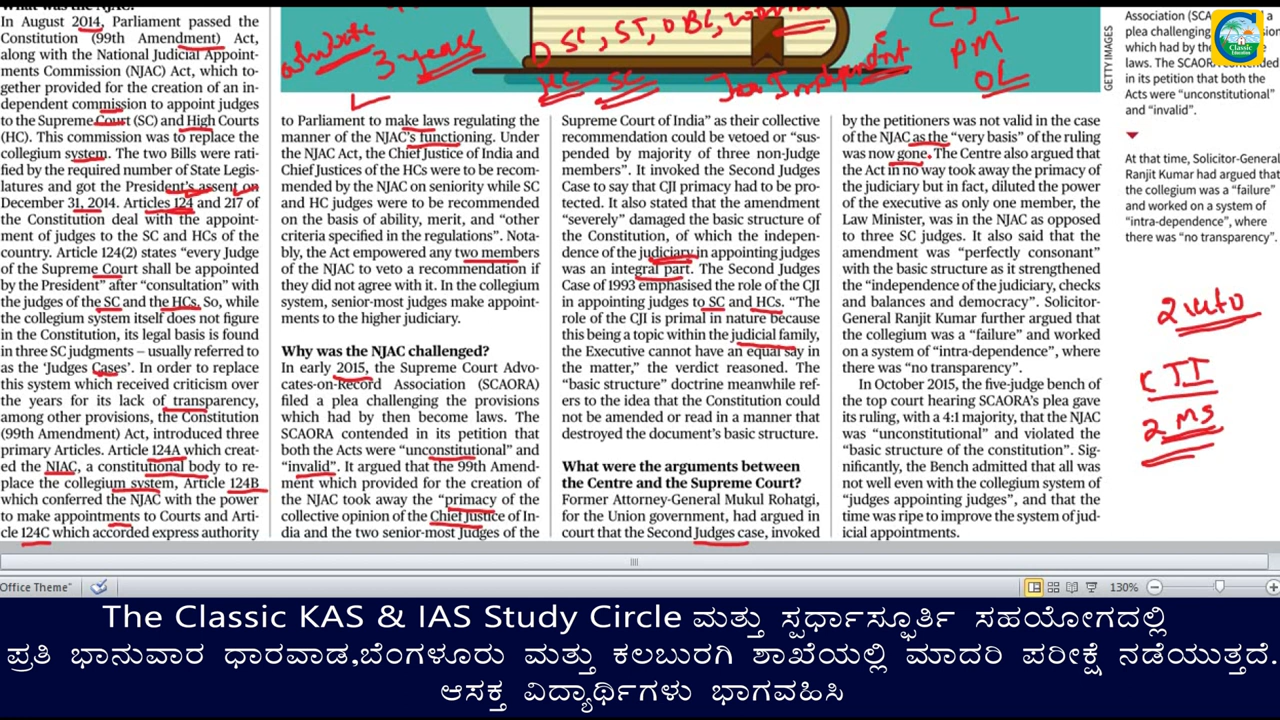 What was the NJAC?
In August 2014, Parliament passed the
Constitution (99th Amendment) Act,
along with the National Judicial Appoint-
ments Commission (NJAC) Act, which to-
gether provided for the creation of an in-
dependent commission to appoint judges
to the Supreme Court (SC) and High Courts
(HC). This commission was to replace the
collegium system. The two Bills were rati-
fied by the required number of State Legis-
latures and got the President's assent on
December 31, 2014. Articles 124 and 217 of
the Constitution deal with the appoint-
ment of judges to the SC and HCs of the
country. Article 124(2) states "every Judge
of the Supreme Court shall be appointed
by the President" after "consultation" with
the judges of the SC and the HCs. So, while
the collegium system itself does not figure
in the Constitution, its legal basis is found
in three SC judgments – usually referred to
as the 'Judges Cases'. In order to replace
this system which received criticism over
the years for its lack of transparency,
among other provisions, the Constitution
(99th Amendment) Act, introduced three
primary Articles. Article 124A which creat-
ed the NJAC, a constitutional body to re-
place the collegium system, Article 124B
which conferred the NJAC with the power
to make appointments to Courts and Arti-
cle 124C which accorded express authority
3 years
SC, ST, OBC, women
HC SC
CJI
PM
GETTY IMAGES
to Parliament to make laws regulating the
manner of the NJAC's functioning. Under
the NJAC Act, the Chief Justice of India and
Chief Justices of the HCs were to be recom-
mended by the NJAC on seniority while SC
and HC judges were to be recommended
on the basis of ability, merit, and "other
criteria specified in the regulations". Nota-
bly, the Act empowered any two members
of the NJAC to veto a recommendation if
they did not agree with it. In the collegium
system, senior-most judges make appoint-
ments to the higher judiciary.
Why was the NJAC challenged?
In early 2015, the Supreme Court Advo-
cates-on-Record Association (SCAORA)
filed a plea challenging the provisions
which had by then become laws. The
SCAORA contended in its petition that
both the Acts were "unconstitutional" and
"invalid". It argued that the 99th Amend-
ment which provided for the creation of
the NJAC took away the "primacy of the
collective opinion of the Chief Justice of In-
dia and the two senior-most Judges of the
Supreme Court of India" as their collective
recommendation could be vetoed or "sus-
pended by majority of three non-Judge
members". It invoked the Second Judges
Case to say that CJI primacy had to be pro-
tected. It also stated that the amendment
"severely" damaged the basic structure of
the Constitution, of which the indepen-
dence of the judiciary in appointing judges
was an integral part. The Second Judges
Case of 1993 emphasised the role of the CJI
in appointing judges to SC and HCs. "The
role of the CJI is primal in nature because
this being a topic within the judicial family,
the Executive cannot have an equal say in
the matter," the verdict reasoned. The
"basic structure" doctrine meanwhile ref-
ers to the idea that the Constitution could
not be amended or read in a manner that
destroyed the document's basic structure.
What were the arguments between
the Centre and the Supreme Court?
Former Attorney-General Mukul Rohatgi,
for the Union government, had argued in
court that the Second Judges case, invoked
by the petitioners was not valid in the case
of the NJAC as the "very basis" of the ruling
was now gone. The Centre also argued that
the Act in no way took away the primacy of
the judiciary but in fact, diluted the power
of the executive as only one member, the
Law Minister, was in the NJAC as opposed
to three SC judges. It also said that the
amendment was "perfectly consonant"
with the basic structure as it strengthened
the "independence of the judiciary, checks
and balances and democracy". Solicitor-
General Ranjit Kumar further argued that
the collegium was a "failure" and worked
on a system of "intra-dependence", where
there was "no transparency".
In October 2015, the five-judge bench of
the top court hearing SCAORA's plea gave
its ruling, with a 4:1 majority, that the NJAC
was "unconstitutional" and violated the
"basic structure of the constitution". Sig-
nificantly, the Bench admitted that all was
not well even with the collegium system of
"judges appointing judges", and that the
time was ripe to improve the system of jud-
icial appointments.
Association (SCA
plea challenging
which had by the
laws. The SCAORA
in its petition that both the
Acts were "unconstitutional"
and "invalid"
At that time, Solicitor-General
Ranjit Kumar had argued that
the collegium was a "failure"
and worked on a system of
"intra-dependence", where
there was "no transparency".
CJI
2 Ms
Classic
Education
Office Theme"
130%
The Classic KAS & IAS Study Circle ಮತ್ತು ಸ್ಪರ್ಧಾಸ್ಫೂರ್ತಿ ಸಹಯೋಗದಲ್ಲಿ
ಪ್ರತಿ ಭಾನುವಾರ ಧಾರವಾಡ,ಬೆಂಗಳೂರು ಮತ್ತು ಕಲಬುರಗಿ ಶಾಖೆಯಲ್ಲಿ ಮಾದರಿ ಪರೀಕ್ಷೆ ನಡೆಯುತ್ತದೆ.
ಆಸಕ್ತ ವಿದ್ಯಾರ್ಥಿಗಳು ಭಾಗವಹಿಸಿ